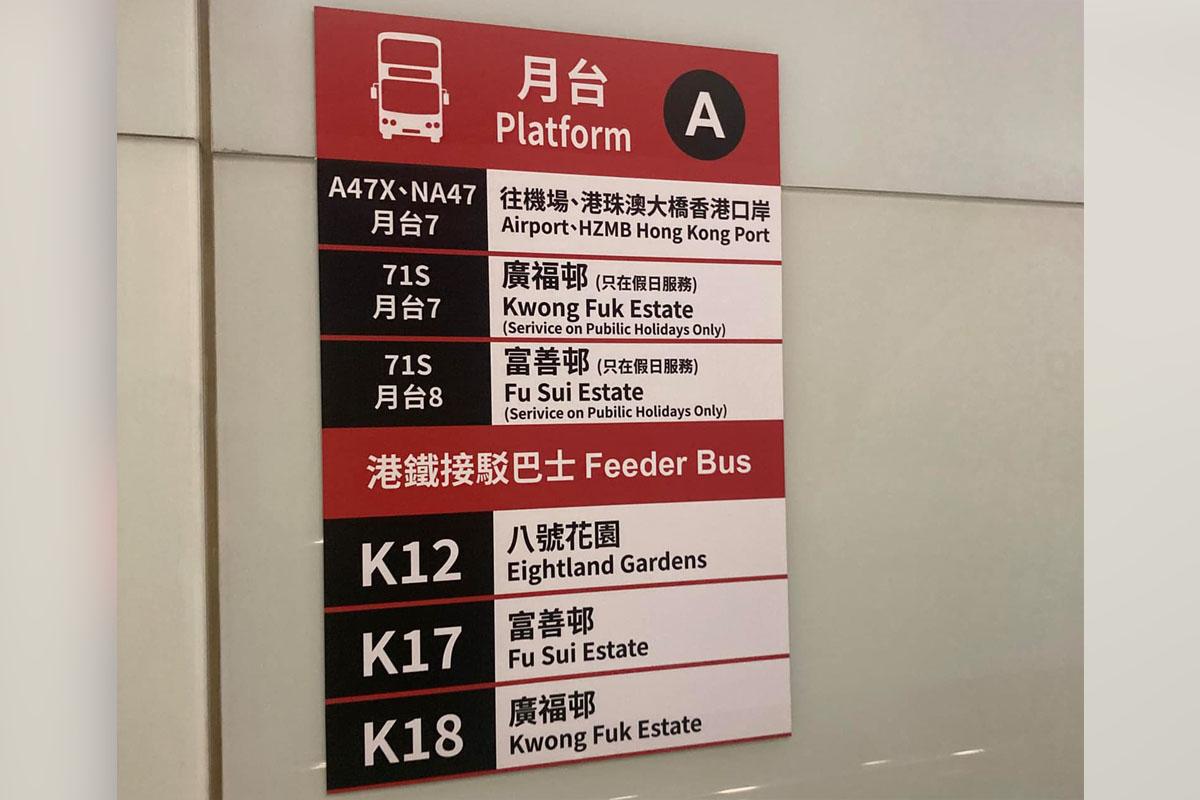 月台
Platform
A
A47X、NA47
月台7
往機場、港珠澳大橋香港口岸
Airport、HZMB Hong Kong Port
71S
月台7
廣福邨 (只在假日服務)
Kwong Fuk Estate
(Serivice on Pubilic Holidays Only)
71S
月台8
富善邨 (只在假日服務)
Fu Sui Estate
(Serivice on Pubilic Holidays Only)
港鐵接駁巴士 Feeder Bus
K12
八號花園
Eightland Gardens
K17
富善邨
Fu Sui Estate
K18
廣福邨
Kwong Fuk Estate